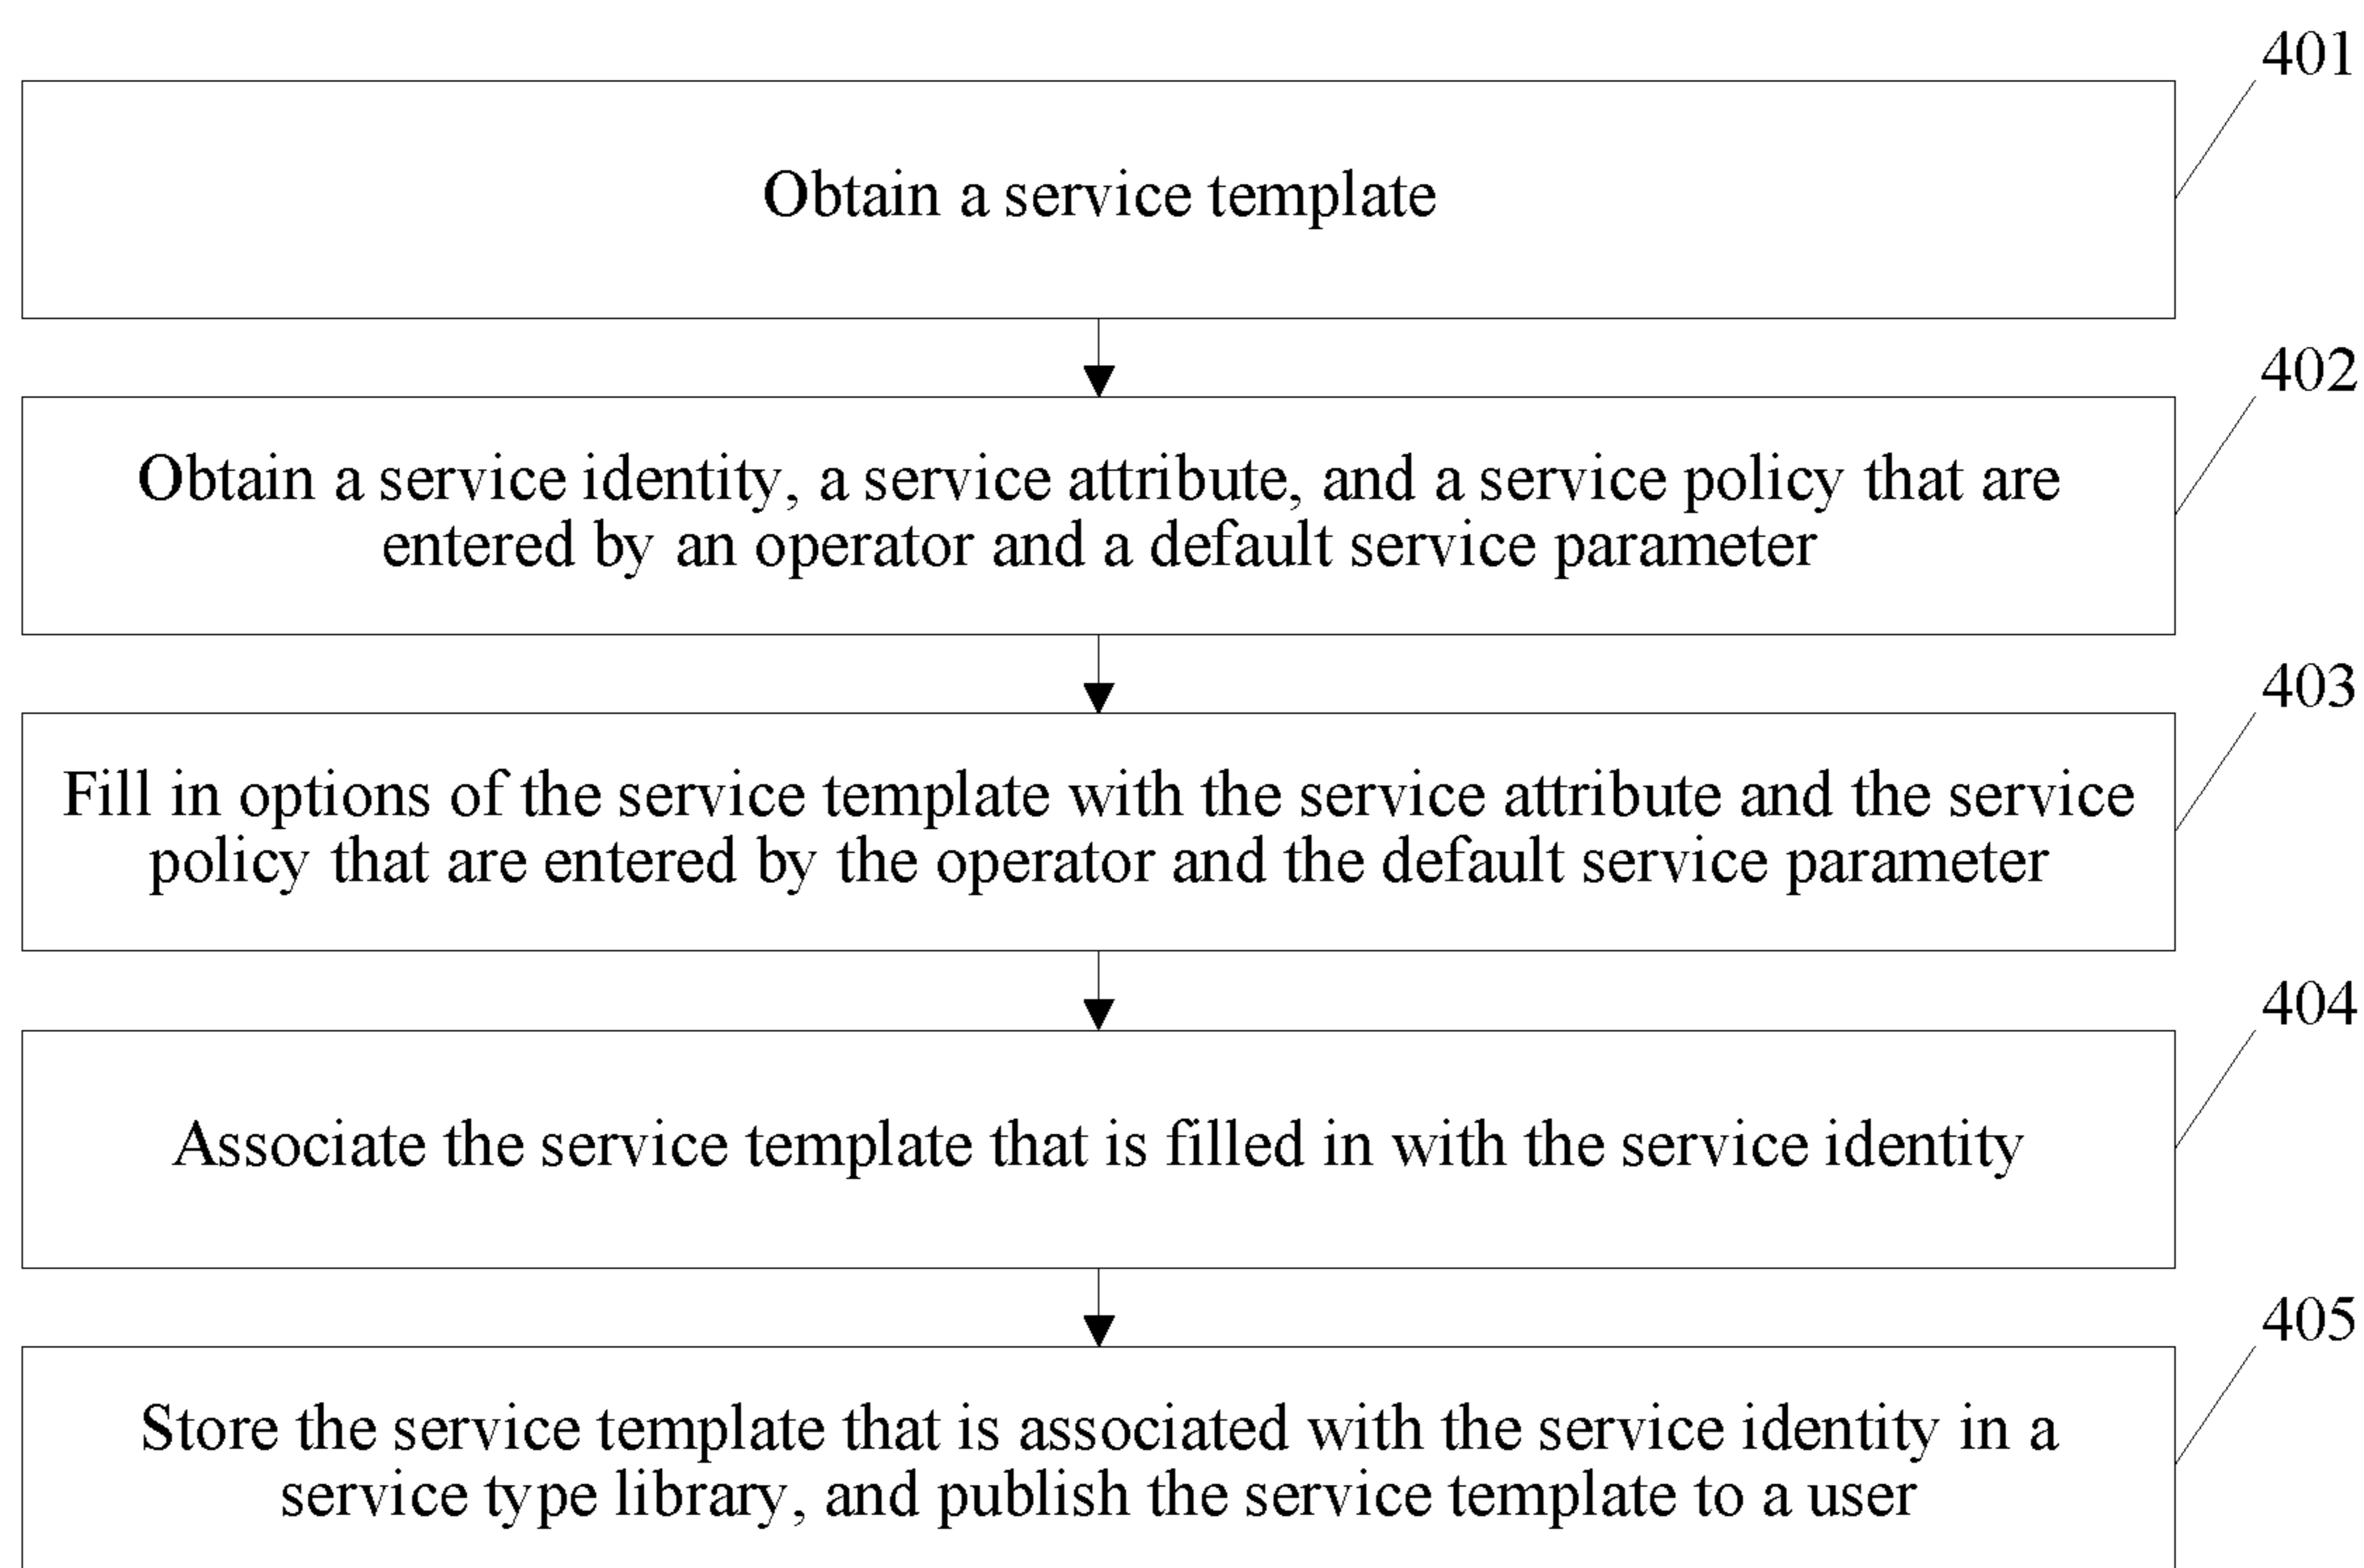 401
Obtain a service template
402
Obtain a service identity, a service attribute, and a service policy that are
entered by an operator and a default service parameter
403
Fill in options of the service template with the service attribute and the service
policy that are entered by the operator and the default service parameter
404
Associate the service template that is filled in with the service identity
405
Store the service template that is associated with the service identity in a
service type library, and publish the service template to a user